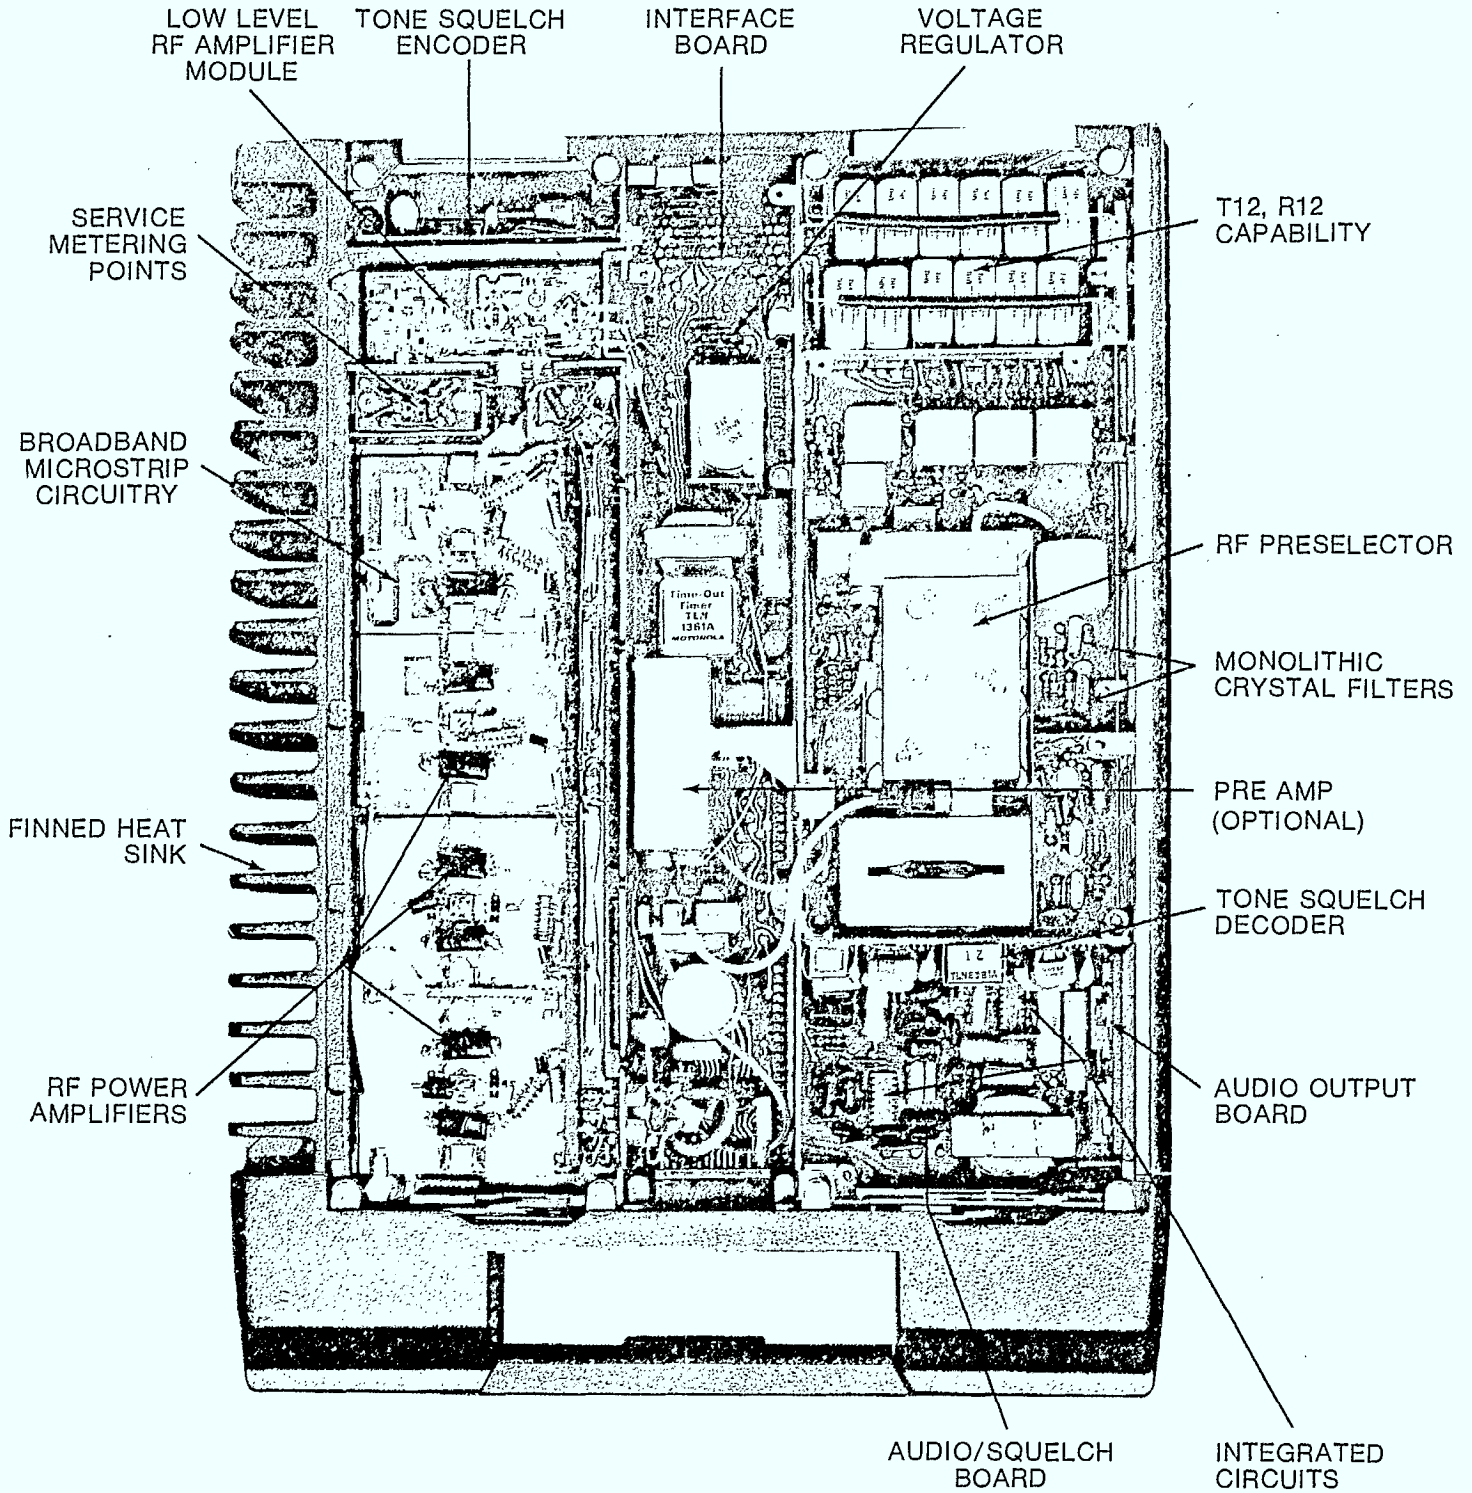 LOW LEVEL
RF AMPLIFIER
MODULE
TONE SQUELCH
ENCODER
INTERFACE
BOARD
VOLTAGE
REGULATOR
SERVICE
METERING
POINTS
T12, R12
CAPABILITY
BROADBAND
MICROSTRIP
CIRCUITRY
RF PRESELECTOR
Time-Out
Timer
TLN
1361A
MOTOROLA
MONOLITHIC
CRYSTAL FILTERS
PRE AMP
(OPTIONAL)
FINNED HEAT
SINK
TONE SQUELCH
DECODER
RF POWER
AMPLIFIERS
AUDIO OUTPUT
BOARD
AUDIO/SQUELCH
BOARD
INTEGRATED
CIRCUITS